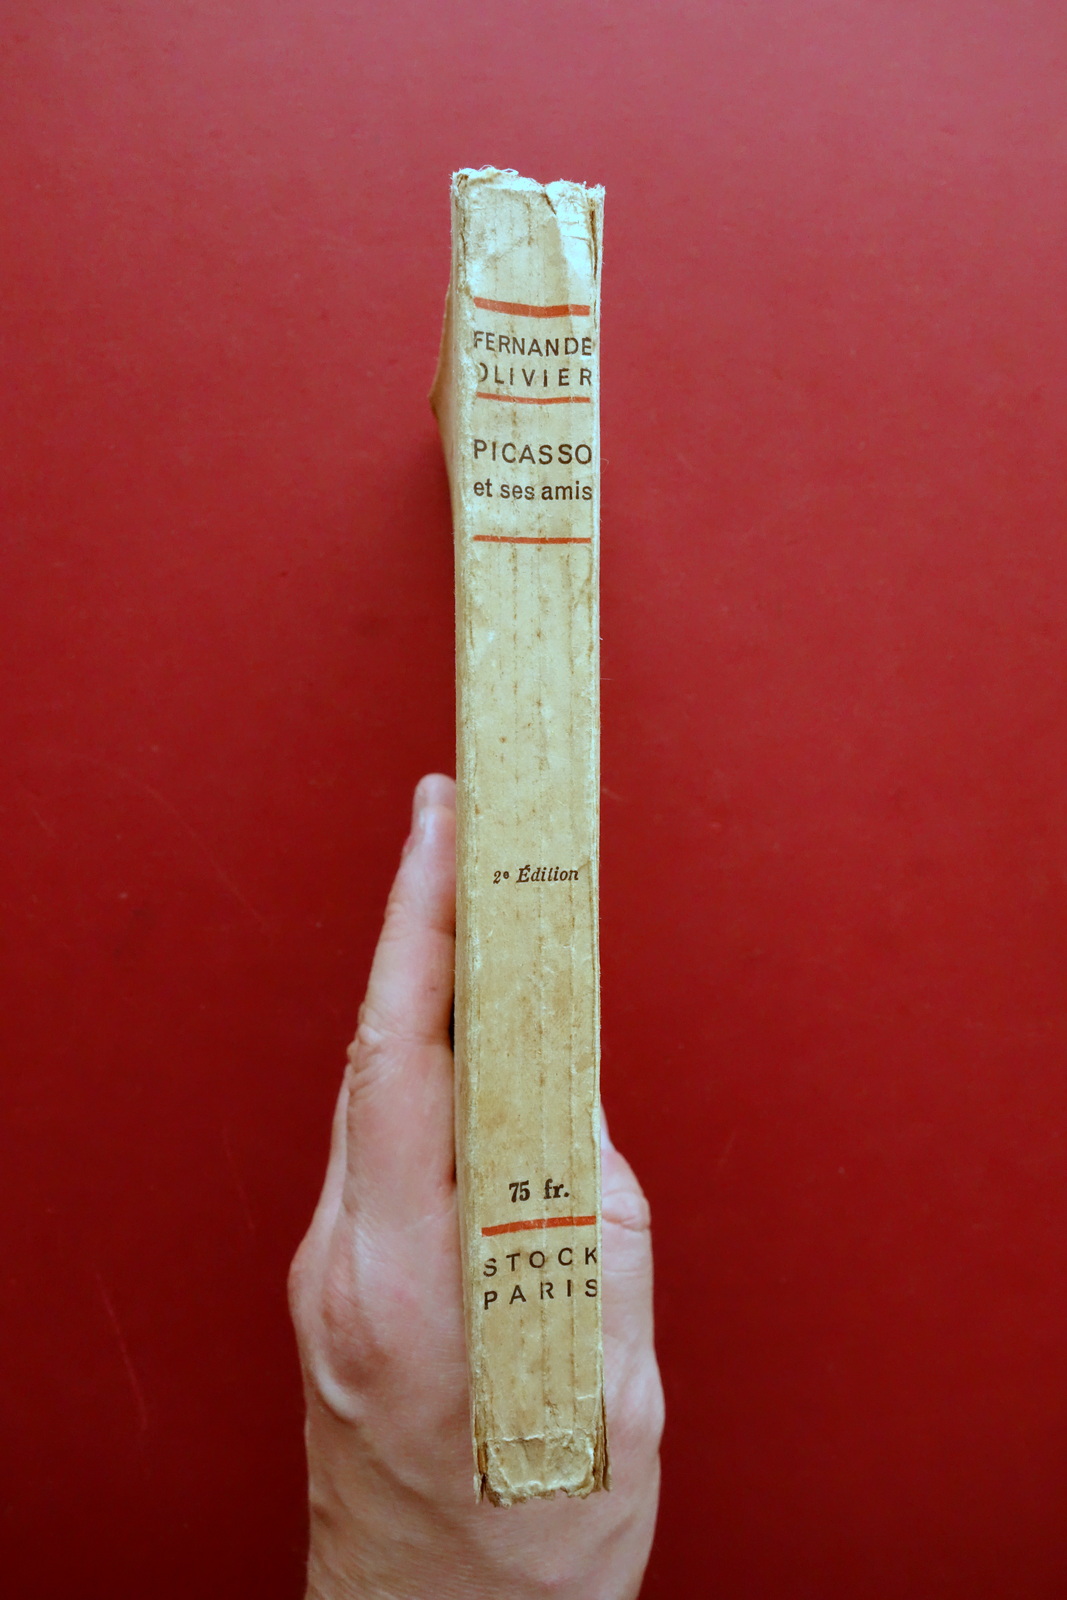 FERNANDE
OLIVIER
PICASSO
et ses amis
2e Édition
75 fr.
STOCK
PARIS